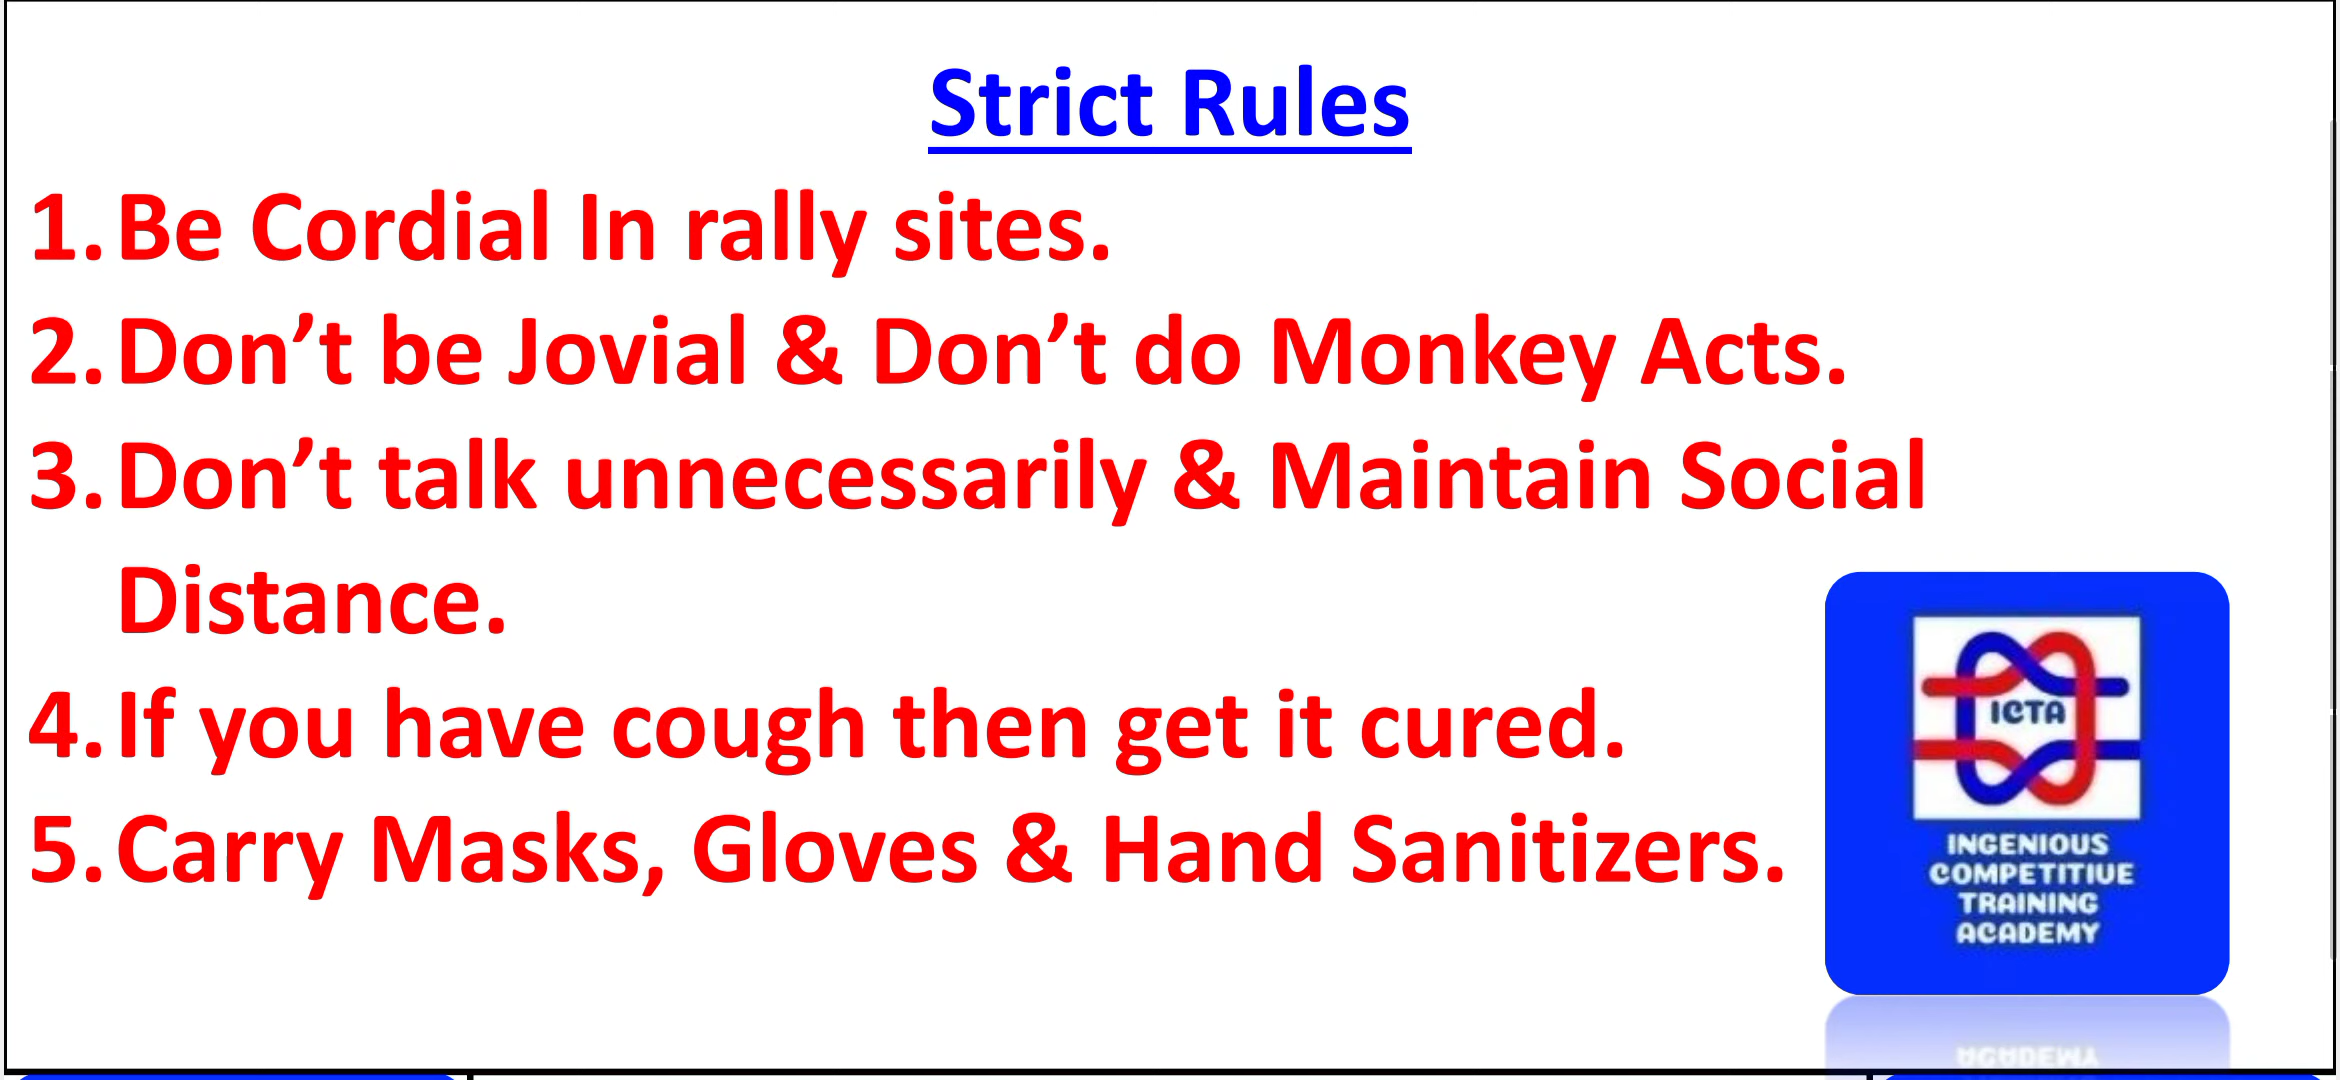 Strict Rules
1. Be Cordial In rally sites.
2. Don’t be Jovial & Don’t do Monkey Acts.
3. Don’t talk unnecessarily & Maintain Social
Distance.
4. If you have cough then get it cured.
5. Carry Masks, Gloves & Hand Sanitizers.
ICTA
INGENIOUS
COMPETITIVE
TRAINING
ACADEMY